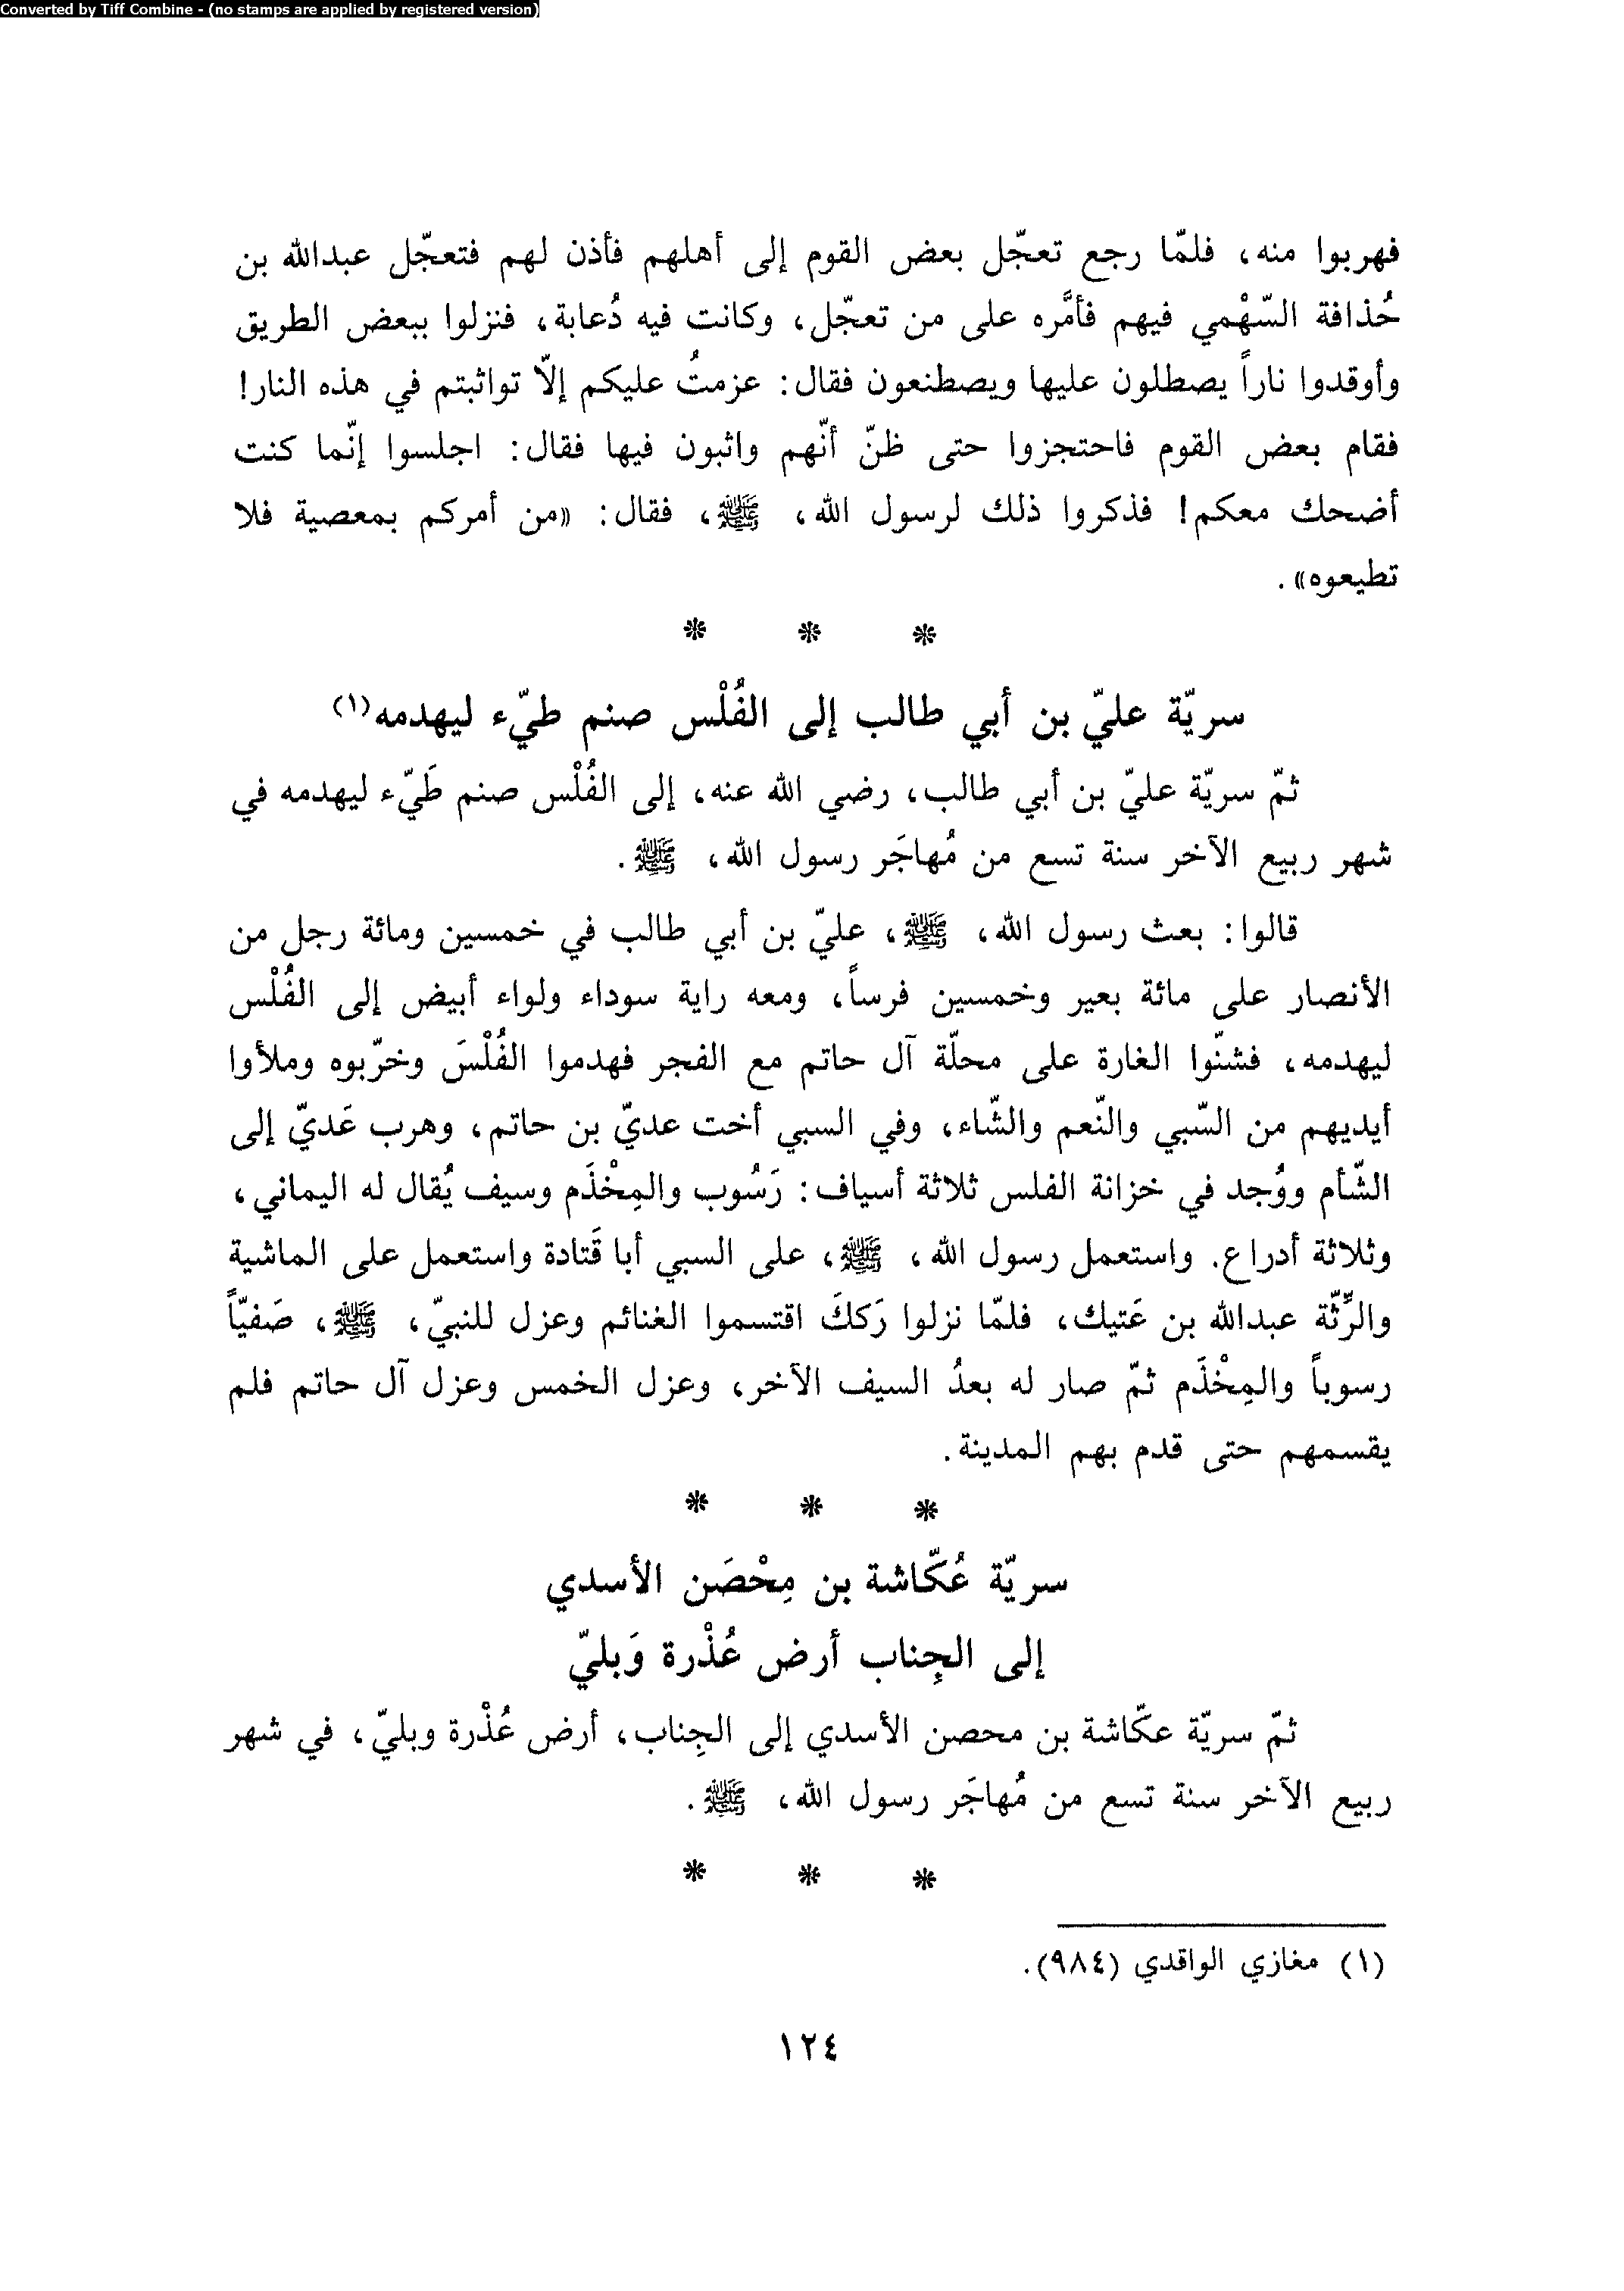 Converted by Tiff Combine - (no stamps are applied by registered version)
فهربوا منه، فلمّا رجع تعجّل بعض القوم إلى أهلهم فأذن لهم فتعجّل عبدالله بن
حُذافة السّهْمي فيهم فأمَّره على من تعجّل، وكانت فيه دُعابة، فنزلوا ببعض الطريق
وأوقدوا ناراً يصطلون عليها ويصطنعون فقال: عزمتُ عليكم إلّا تواثبتم في هذه النار!
فقام بعض القوم فاحتجزوا حتى ظنّ أنّهم واثبون فيها فقال: اجلسوا إنّما كنت
أضحك معكم! فذكروا ذلك لرسول الله، ﷺ، فقال: «من أمركم بمعصية فلا
تطيعوه».
* * *
سريّة عليّ بن أبي طالب إلى الفُلْس صنم طيّء ليهدمه(١)
ثمّ سريّة عليّ بن أبي طالب، رضي الله عنه، إلى الفُلْس صنم طَيّء ليهدمه في
شهر ربيع الآخر سنة تسع من مُهاجَر رسول الله، ﷺ.
قالوا: بعث رسول الله، ﷺ، عليّ بن أبي طالب في خمسين ومائة رجل من
الأنصار على مائة بعير وخمسين فرساً، ومعه راية سوداء ولواء أبيض إلى الفُلْس
ليهدمه، فشنّوا الغارة على محلّة آل حاتم مع الفجر فهدموا الفُلْسَ وخرّبوه وملأوا
أيديهم من السّبي والنّعم والشّاء، وفي السبي أخت عديّ بن حاتم، وهرب عَديّ إلى
الشّأم ووُجد في خزانة الفلس ثلاثة أسياف: رَسُوب والمِخْذَم وسيف يُقال له اليماني،
وثلاثة أدراع. واستعمل رسول الله، ﷺ، على السبي أبا قَتادة واستعمل على الماشية
والرِّثّة عبدالله بن عَتيك، فلمّا نزلوا رَككَ اقتسموا الغنائم وعزل للنبيّ، ﷺ، صَفيّاً
رسوباً والمِخْذَم ثمّ صار له بعدُ السيف الآخر، وعزل الخمس وعزل آل حاتم فلم
يقسمهم حتى قدم بهم المدينة.
* * *
سريّة عُكّاشة بن مِحْصَن الأسدي
إلى الجِناب أرض عُذْرة وَبليّ
ثمّ سريّة عكّاشة بن محصن الأسدي إلى الجِناب، أرض عُذْرة وبليّ، في شهر
ربيع الآخر سنة تسع من مُهاجَر رسول الله، ﷺ.
* * *
(١) مغازي الواقدي (٩٨٤).
١٢٤